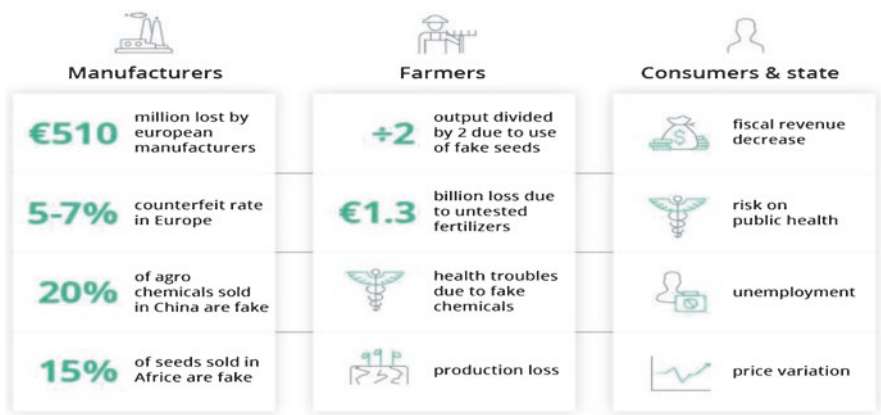 Manufacturers
€510
million lost by
european
manufacturers
5-7%
counterfeit rate
in Europe
20%
of agro
chemicals sold
in China are fake
15%
of seeds sold in
Africe are fake
Farmers
÷2
output divided
by 2 due to use
of fake seeds
€1.3
billion loss due
to untested
fertilizers
health troubles
due to fake
chemicals
production loss
Consumers & state
$
fiscal revenue
decrease
risk on
public health
unemployment
price variation